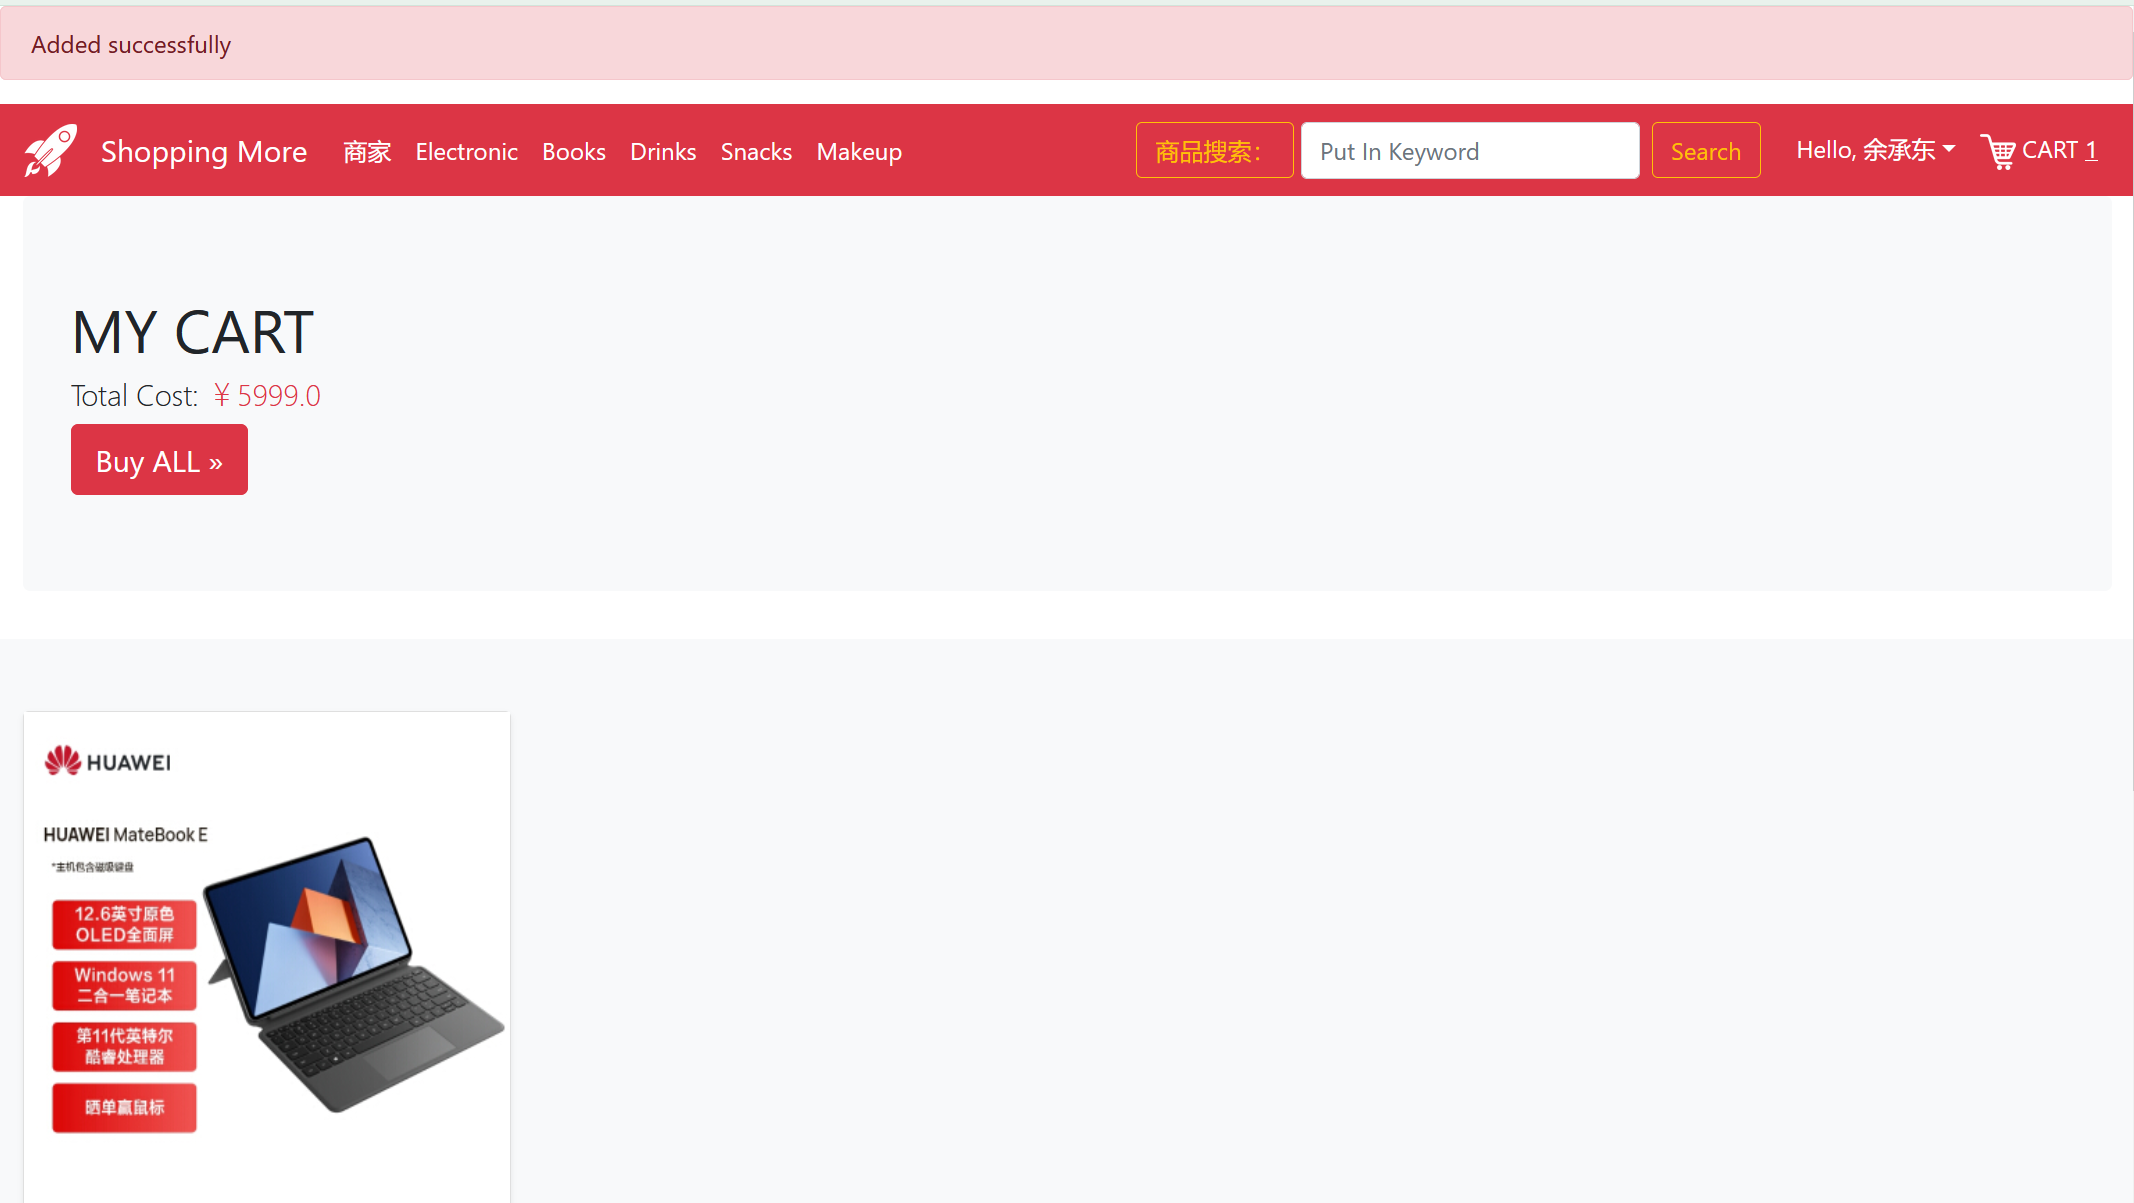 Added successfully
Shopping More 商家 Electronic Books Drinks Snacks Makeup 商品搜索： Put In Keyword Search Hello, 余承东 CART 1
MY CART
Total Cost: ￥5999.0
Buy ALL »
HUAWEI
HUAWEI MateBook E
*主机包含磁吸键盘
12.6英寸原色
OLED全面屏
Windows 11
二合一笔记本
第11代英特尔
酷睿处理器
晒单赢鼠标